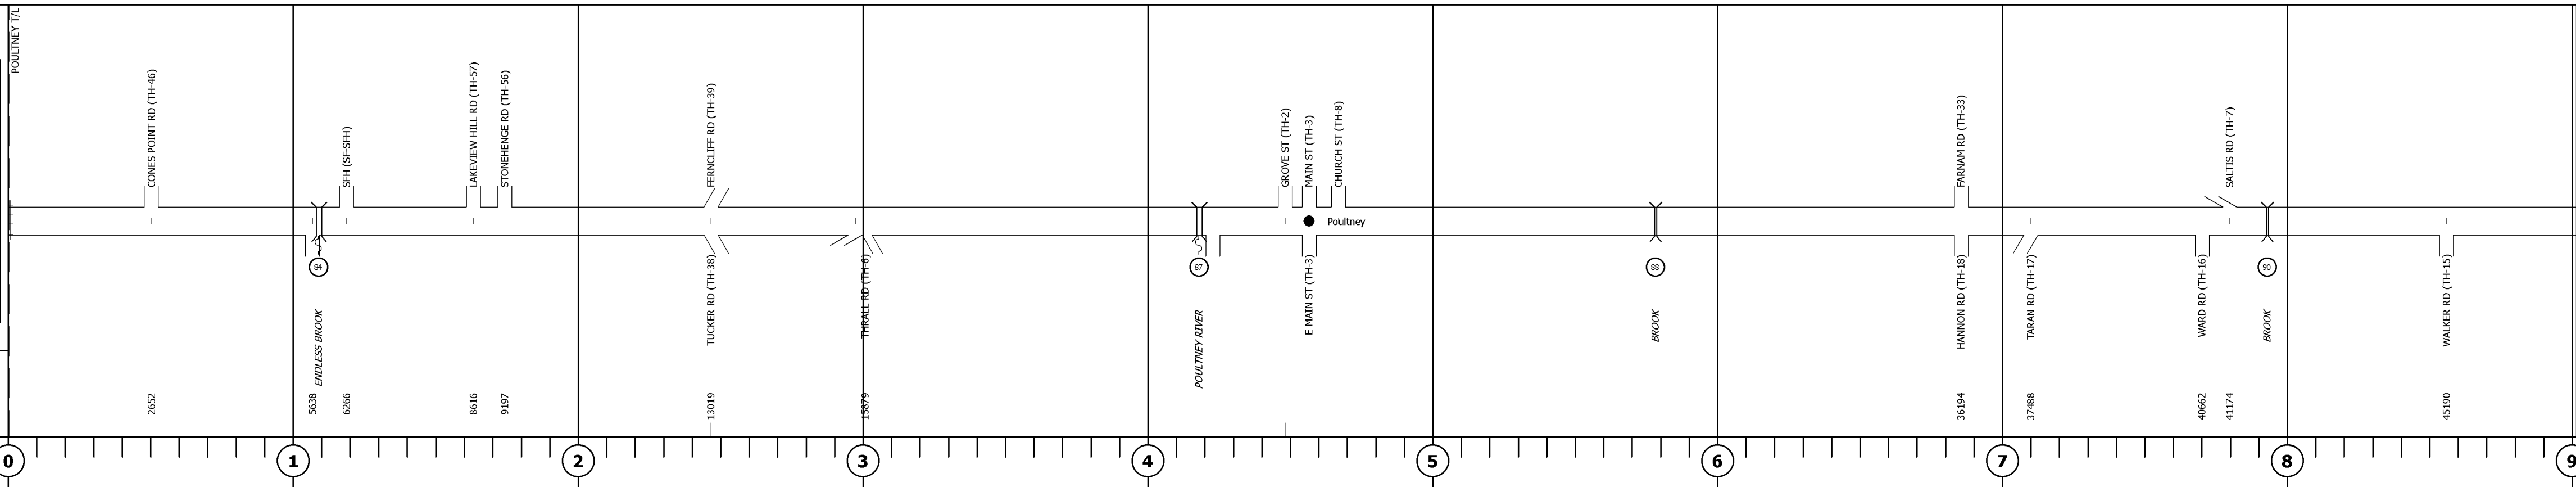 POULTNEY T/L
CONES POINT RD (TH-46)
SFH (SF-SFH)
LAKEVIEW HILL RD (TH-57)
STONEHENGE RD (TH-56)
FERNCLIFF RD (TH-39)
GROVE ST (TH-2)
MAIN ST (TH-3)
CHURCH ST (TH-8)
FARNAM RD (TH-33)
SALTIS RD (TH-7)
Poultney
84
87
88
90
ENDLESS BROOK
TUCKER RD (TH-38)
THRALL RD (TH-6)
POULTNEY RIVER
E MAIN ST (TH-3)
BROOK
HANNON RD (TH-18)
TARAN RD (TH-17)
WARD RD (TH-16)
BROOK
WALKER RD (TH-15)
2652
5638
6266
8616
9197
13019
15879
36194
37488
40662
41174
45190
0
1
2
3
4
5
6
7
8
9